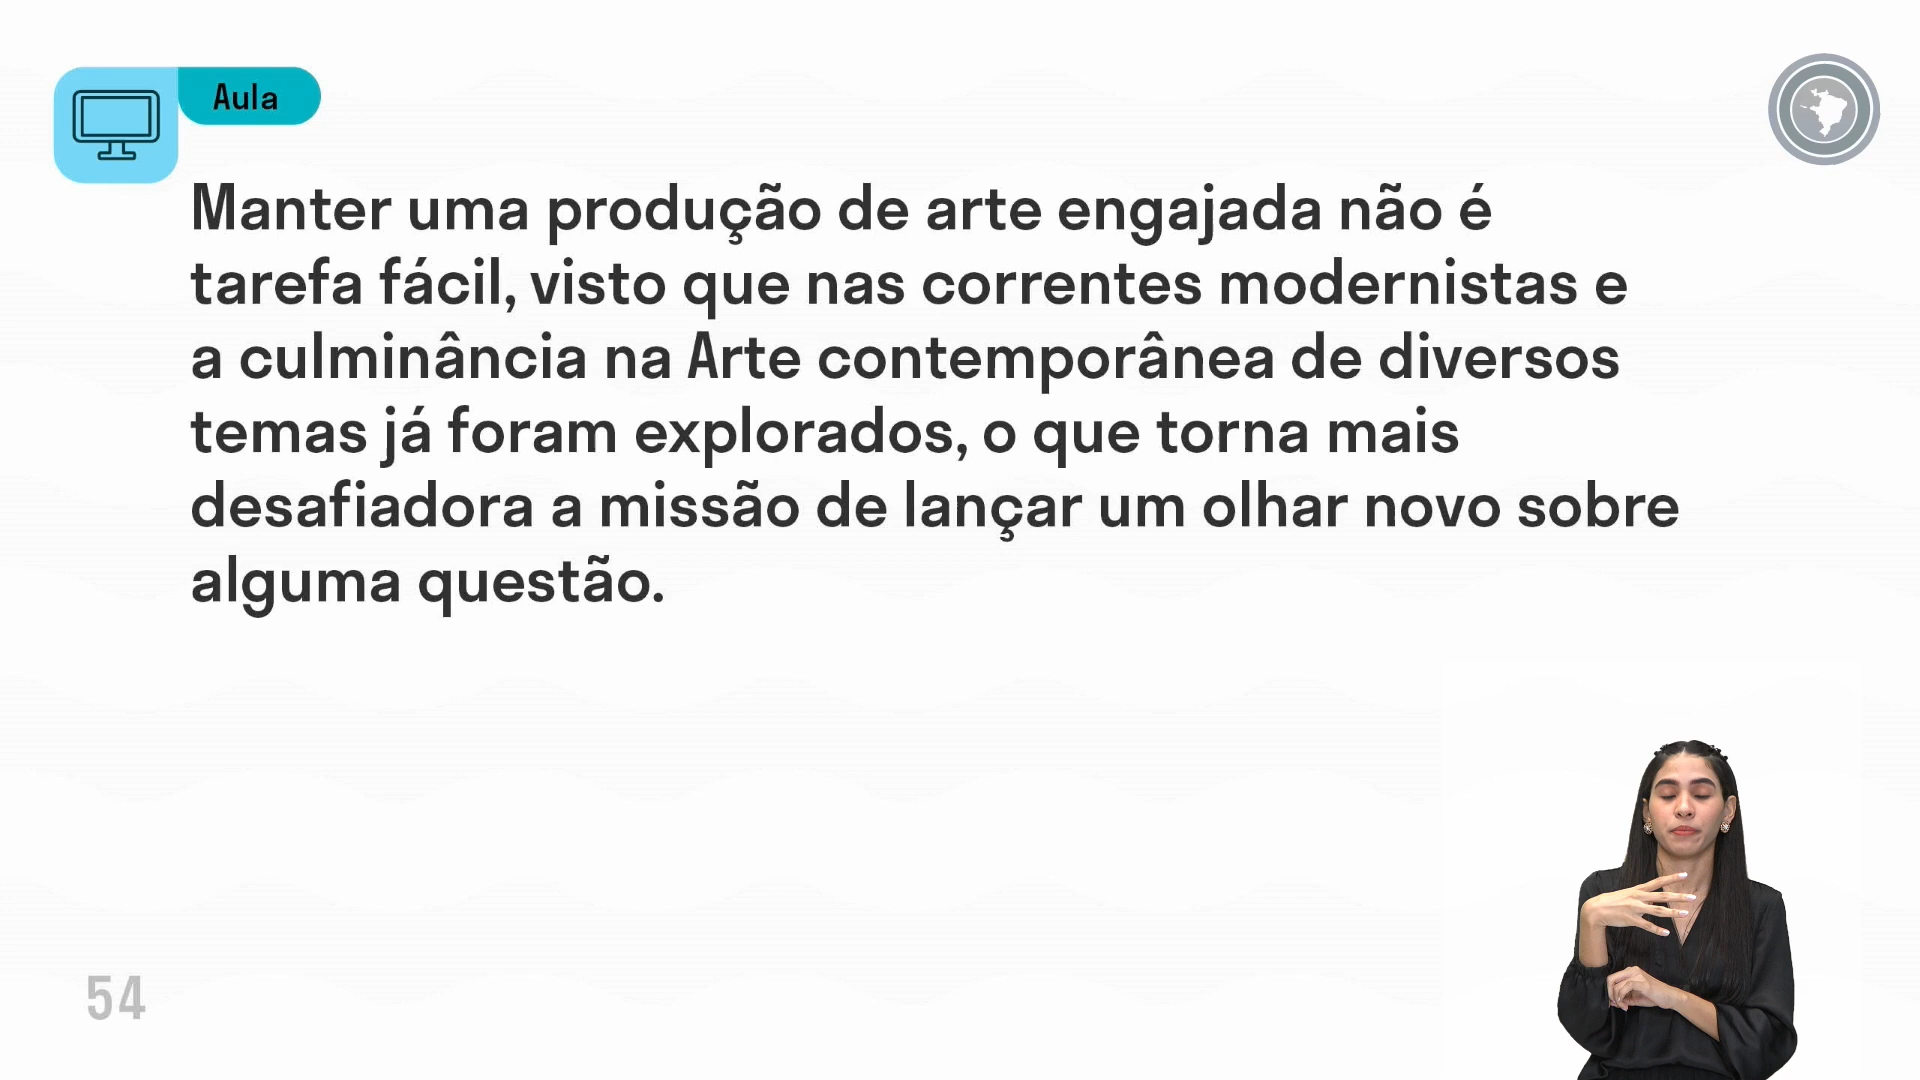 Aula
Manter uma produção de arte engajada não é
tarefa fácil, visto que nas correntes modernistas e
a culminância na Arte contemporânea de diversos
temas já foram explorados, o que torna mais
desafiadora a missão de lançar um olhar novo sobre
alguma questão.
54